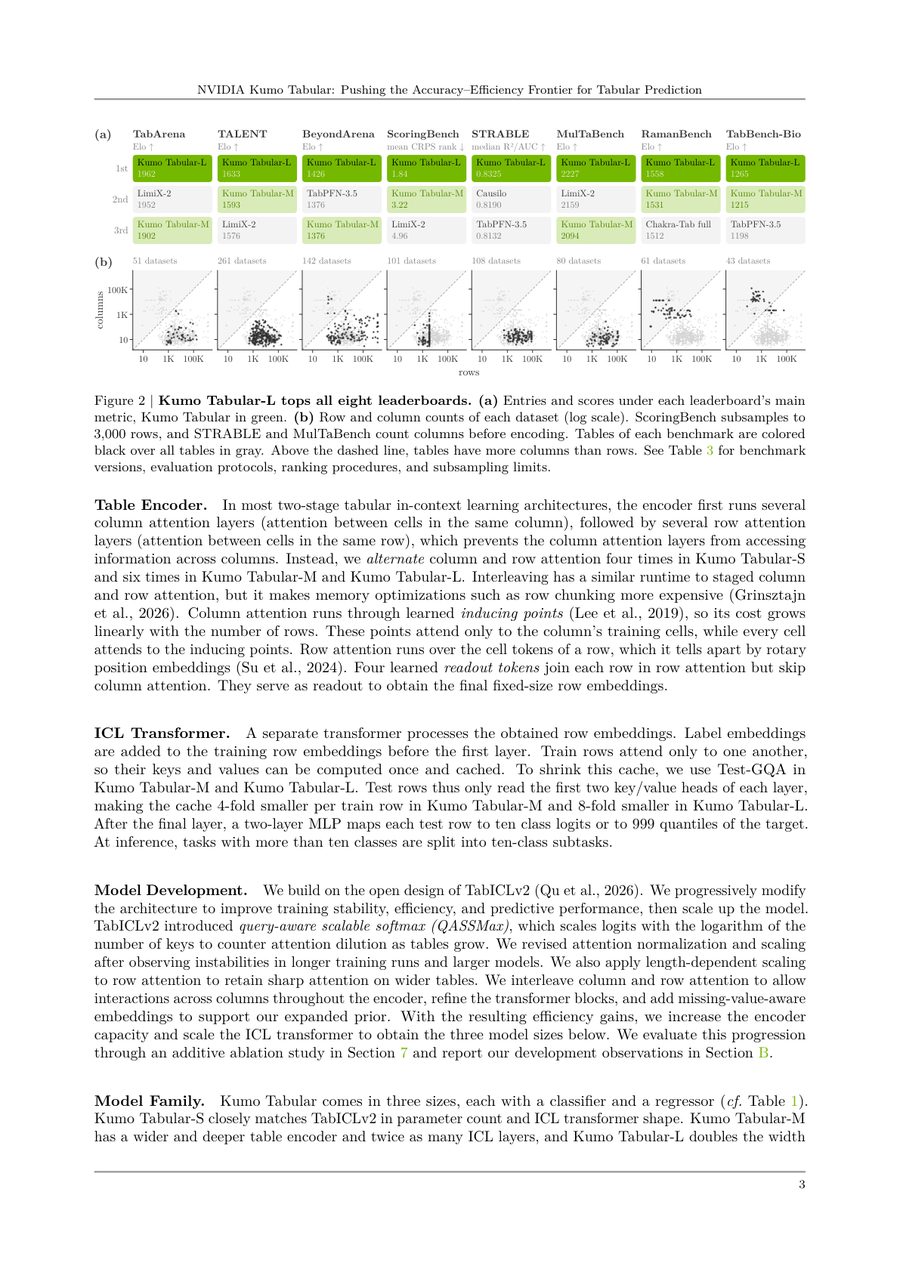 NVIDIA Kumo Tabular: Pushing the Accuracy–Efficiency Frontier for Tabular Prediction
(a) TabArena TALENT BeyondArena ScoringBench STRABLE MulTaBench RamanBench TabBench-Bio
Elo ↑ Elo ↑ Elo ↑ mean CRPS rank ↓ median R²/AUC ↑ Elo ↑ Elo ↑ Elo ↑
1st Kumo Tabular-L Kumo Tabular-L Kumo Tabular-L Kumo Tabular-L Kumo Tabular-L Kumo Tabular-L Kumo Tabular-L Kumo Tabular-L
1962 1633 1426 1.84 0.8325 2227 1558 1265
2nd LimiX-2 Kumo Tabular-M TabPFN-3.5 Kumo Tabular-M Causilo LimiX-2 Kumo Tabular-M Kumo Tabular-M
1952 1593 1376 3.22 0.8190 2159 1531 1215
3rd Kumo Tabular-M LimiX-2 Kumo Tabular-M LimiX-2 TabPFN-3.5 Kumo Tabular-M Chakra-Tab full TabPFN-3.5
1902 1576 1376 4.96 0.8132 2094 1512 1198
(b) 51 datasets 261 datasets 142 datasets 101 datasets 108 datasets 80 datasets 61 datasets 43 datasets
columns
100K
1K
10
10 1K 100K 10 1K 100K 10 1K 100K 10 1K 100K 10 1K 100K 10 1K 100K 10 1K 100K 10 1K 100K
rows
Figure 2 | Kumo Tabular-L tops all eight leaderboards. (a) Entries and scores under each leaderboard's main
metric, Kumo Tabular in green. (b) Row and column counts of each dataset (log scale). ScoringBench subsamples to
3,000 rows, and STRABLE and MulTaBench count columns before encoding. Tables of each benchmark are colored
black over all tables in gray. Above the dashed line, tables have more columns than rows. See Table 3 for benchmark
versions, evaluation protocols, ranking procedures, and subsampling limits.
Table Encoder. In most two-stage tabular in-context learning architectures, the encoder first runs several
column attention layers (attention between cells in the same column), followed by several row attention
layers (attention between cells in the same row), which prevents the column attention layers from accessing
information across columns. Instead, we alternate column and row attention four times in Kumo Tabular-S
and six times in Kumo Tabular-M and Kumo Tabular-L. Interleaving has a similar runtime to staged column
and row attention, but it makes memory optimizations such as row chunking more expensive (Grinsztajn
et al., 2026). Column attention runs through learned inducing points (Lee et al., 2019), so its cost grows
linearly with the number of rows. These points attend only to the column's training cells, while every cell
attends to the inducing points. Row attention runs over the cell tokens of a row, which it tells apart by rotary
position embeddings (Su et al., 2024). Four learned readout tokens join each row in row attention but skip
column attention. They serve as readout to obtain the final fixed-size row embeddings.
ICL Transformer. A separate transformer processes the obtained row embeddings. Label embeddings
are added to the training row embeddings before the first layer. Train rows attend only to one another,
so their keys and values can be computed once and cached. To shrink this cache, we use Test-GQA in
Kumo Tabular-M and Kumo Tabular-L. Test rows thus only read the first two key/value heads of each layer,
making the cache 4-fold smaller per train row in Kumo Tabular-M and 8-fold smaller in Kumo Tabular-L.
After the final layer, a two-layer MLP maps each test row to ten class logits or to 999 quantiles of the target.
At inference, tasks with more than ten classes are split into ten-class subtasks.
Model Development. We build on the open design of TabICLv2 (Qu et al., 2026). We progressively modify
the architecture to improve training stability, efficiency, and predictive performance, then scale up the model.
TabICLv2 introduced query-aware scalable softmax (QASSMax), which scales logits with the logarithm of the
number of keys to counter attention dilution as tables grow. We revised attention normalization and scaling
after observing instabilities in longer training runs and larger models. We also apply length-dependent scaling
to row attention to retain sharp attention on wider tables. We interleave column and row attention to allow
interactions across columns throughout the encoder, refine the transformer blocks, and add missing-value-aware
embeddings to support our expanded prior. With the resulting efficiency gains, we increase the encoder
capacity and scale the ICL transformer to obtain the three model sizes below. We evaluate this progression
through an additive ablation study in Section 7 and report our development observations in Section B.
Model Family. Kumo Tabular comes in three sizes, each with a classifier and a regressor (cf. Table 1).
Kumo Tabular-S closely matches TabICLv2 in parameter count and ICL transformer shape. Kumo Tabular-M
has a wider and deeper table encoder and twice as many ICL layers, and Kumo Tabular-L doubles the width
3